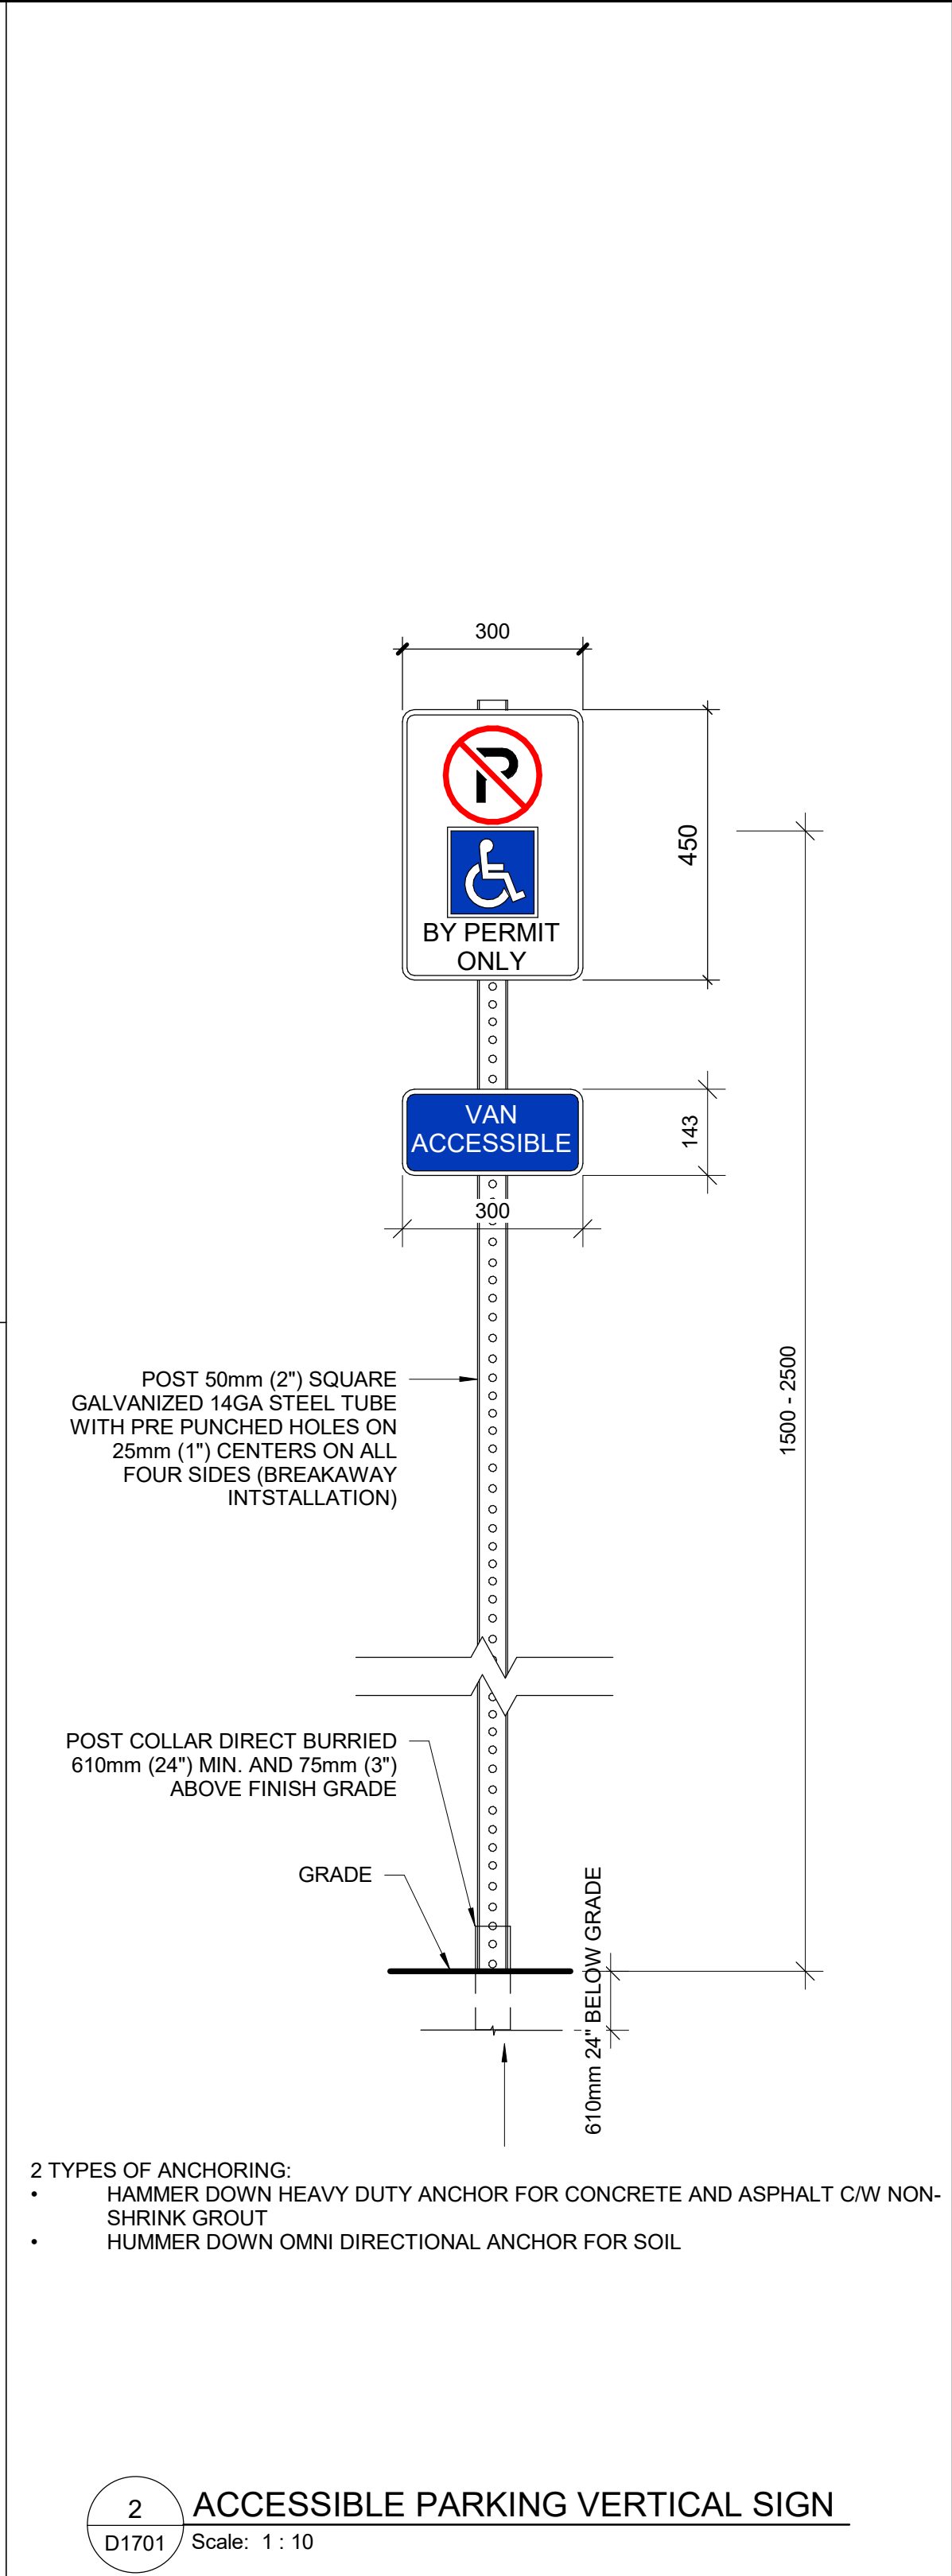 300
P
BY PERMIT
ONLY
450
VAN
ACCESSIBLE
143
300
1500 - 2500
POST 50mm (2") SQUARE
GALVANIZED 14GA STEEL TUBE
WITH PRE PUNCHED HOLES ON
25mm (1") CENTERS ON ALL
FOUR SIDES (BREAKAWAY
INTSTALLATION)
POST COLLAR DIRECT BURRIED
610mm (24") MIN. AND 75mm (3")
ABOVE FINISH GRADE
GRADE
610mm 24" BELOW GRADE
2 TYPES OF ANCHORING:
• HAMMER DOWN HEAVY DUTY ANCHOR FOR CONCRETE AND ASPHALT C/W NON-
SHRINK GROUT
• HUMMER DOWN OMNI DIRECTIONAL ANCHOR FOR SOIL
2
D1701
ACCESSIBLE PARKING VERTICAL SIGN
Scale: 1 : 10